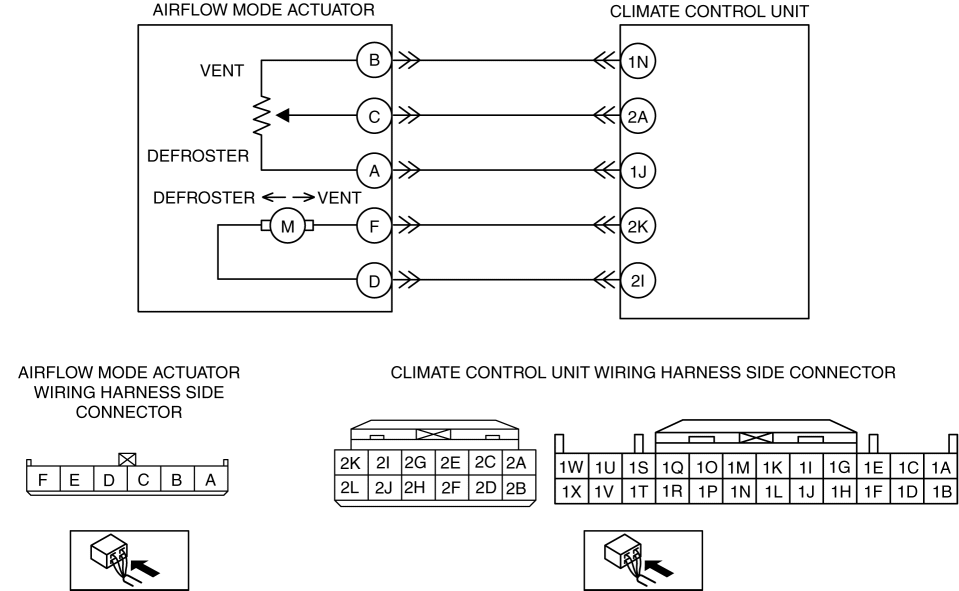 AIRFLOW MODE ACTUATOR
CLIMATE CONTROL UNIT
VENT
B
1N
C
2A
DEFROSTER
A
1J
DEFROSTER VENT
M
F
2K
D
2I
AIRFLOW MODE ACTUATOR
WIRING HARNESS SIDE
CONNECTOR
CLIMATE CONTROL UNIT WIRING HARNESS SIDE CONNECTOR
F E D C B A
2K 2I 2G 2E 2C 2A
2L 2J 2H 2F 2D 2B
1W 1U 1S 1Q 1O 1M 1K 1I 1G 1E 1C 1A
1X 1V 1T 1R 1P 1N 1L 1J 1H 1F 1D 1B